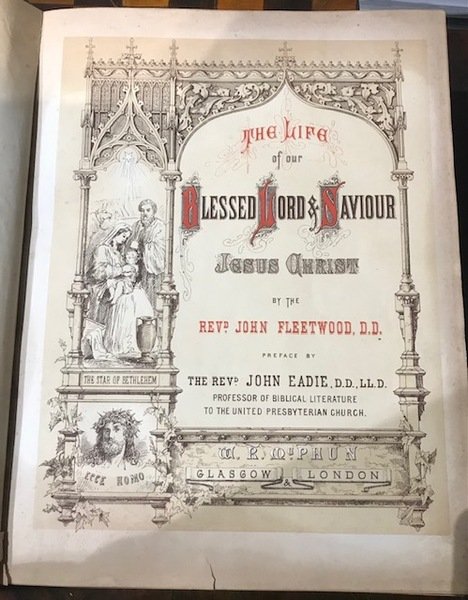 THE LIFE
of our
BLESSED LORD & SAVIOUR
JESUS CHRIST
BY THE
REVD. JOHN FLEETWOOD, D.D.
PREFACE BY
THE REVD. JOHN EADIE, D.D., LL.D.
PROFESSOR OF BIBLICAL LITERATURE
TO THE UNITED PRESBYTERIAN CHURCH.
THE STAR OF BETHLEHEM
ECCE HOMO
W. R. McPHUN
GLASGOW & LONDON